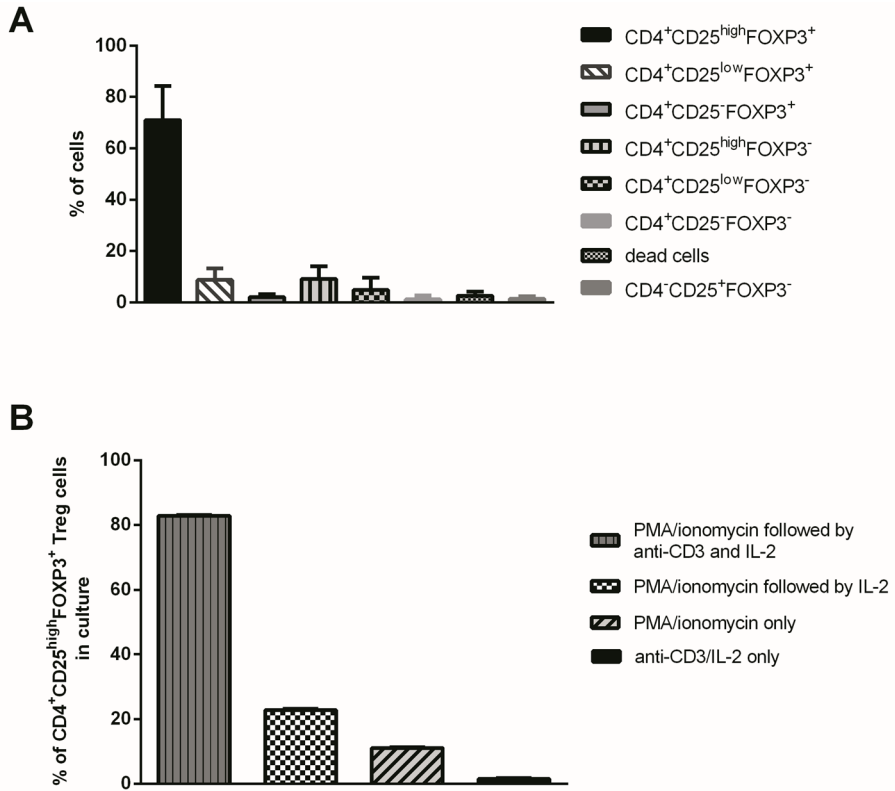 A
% of cells
100
80
60
40
20
0
CD4⁺CD25ʰⁱᵍʰFOXP3⁺
CD4⁺CD25ˡᵒʷFOXP3⁺
CD4⁺CD25⁻FOXP3⁺
CD4⁺CD25ʰⁱᵍʰFOXP3⁻
CD4⁺CD25ˡᵒʷFOXP3⁻
CD4⁺CD25⁻FOXP3⁻
dead cells
CD4⁻CD25⁺FOXP3⁻
B
% of CD4⁺CD25ʰⁱᵍʰFOXP3⁺ Treg cells
in culture
100
80
60
40
20
0
PMA/ionomycin followed by
anti-CD3 and IL-2
PMA/ionomycin followed by IL-2
PMA/ionomycin only
anti-CD3/IL-2 only